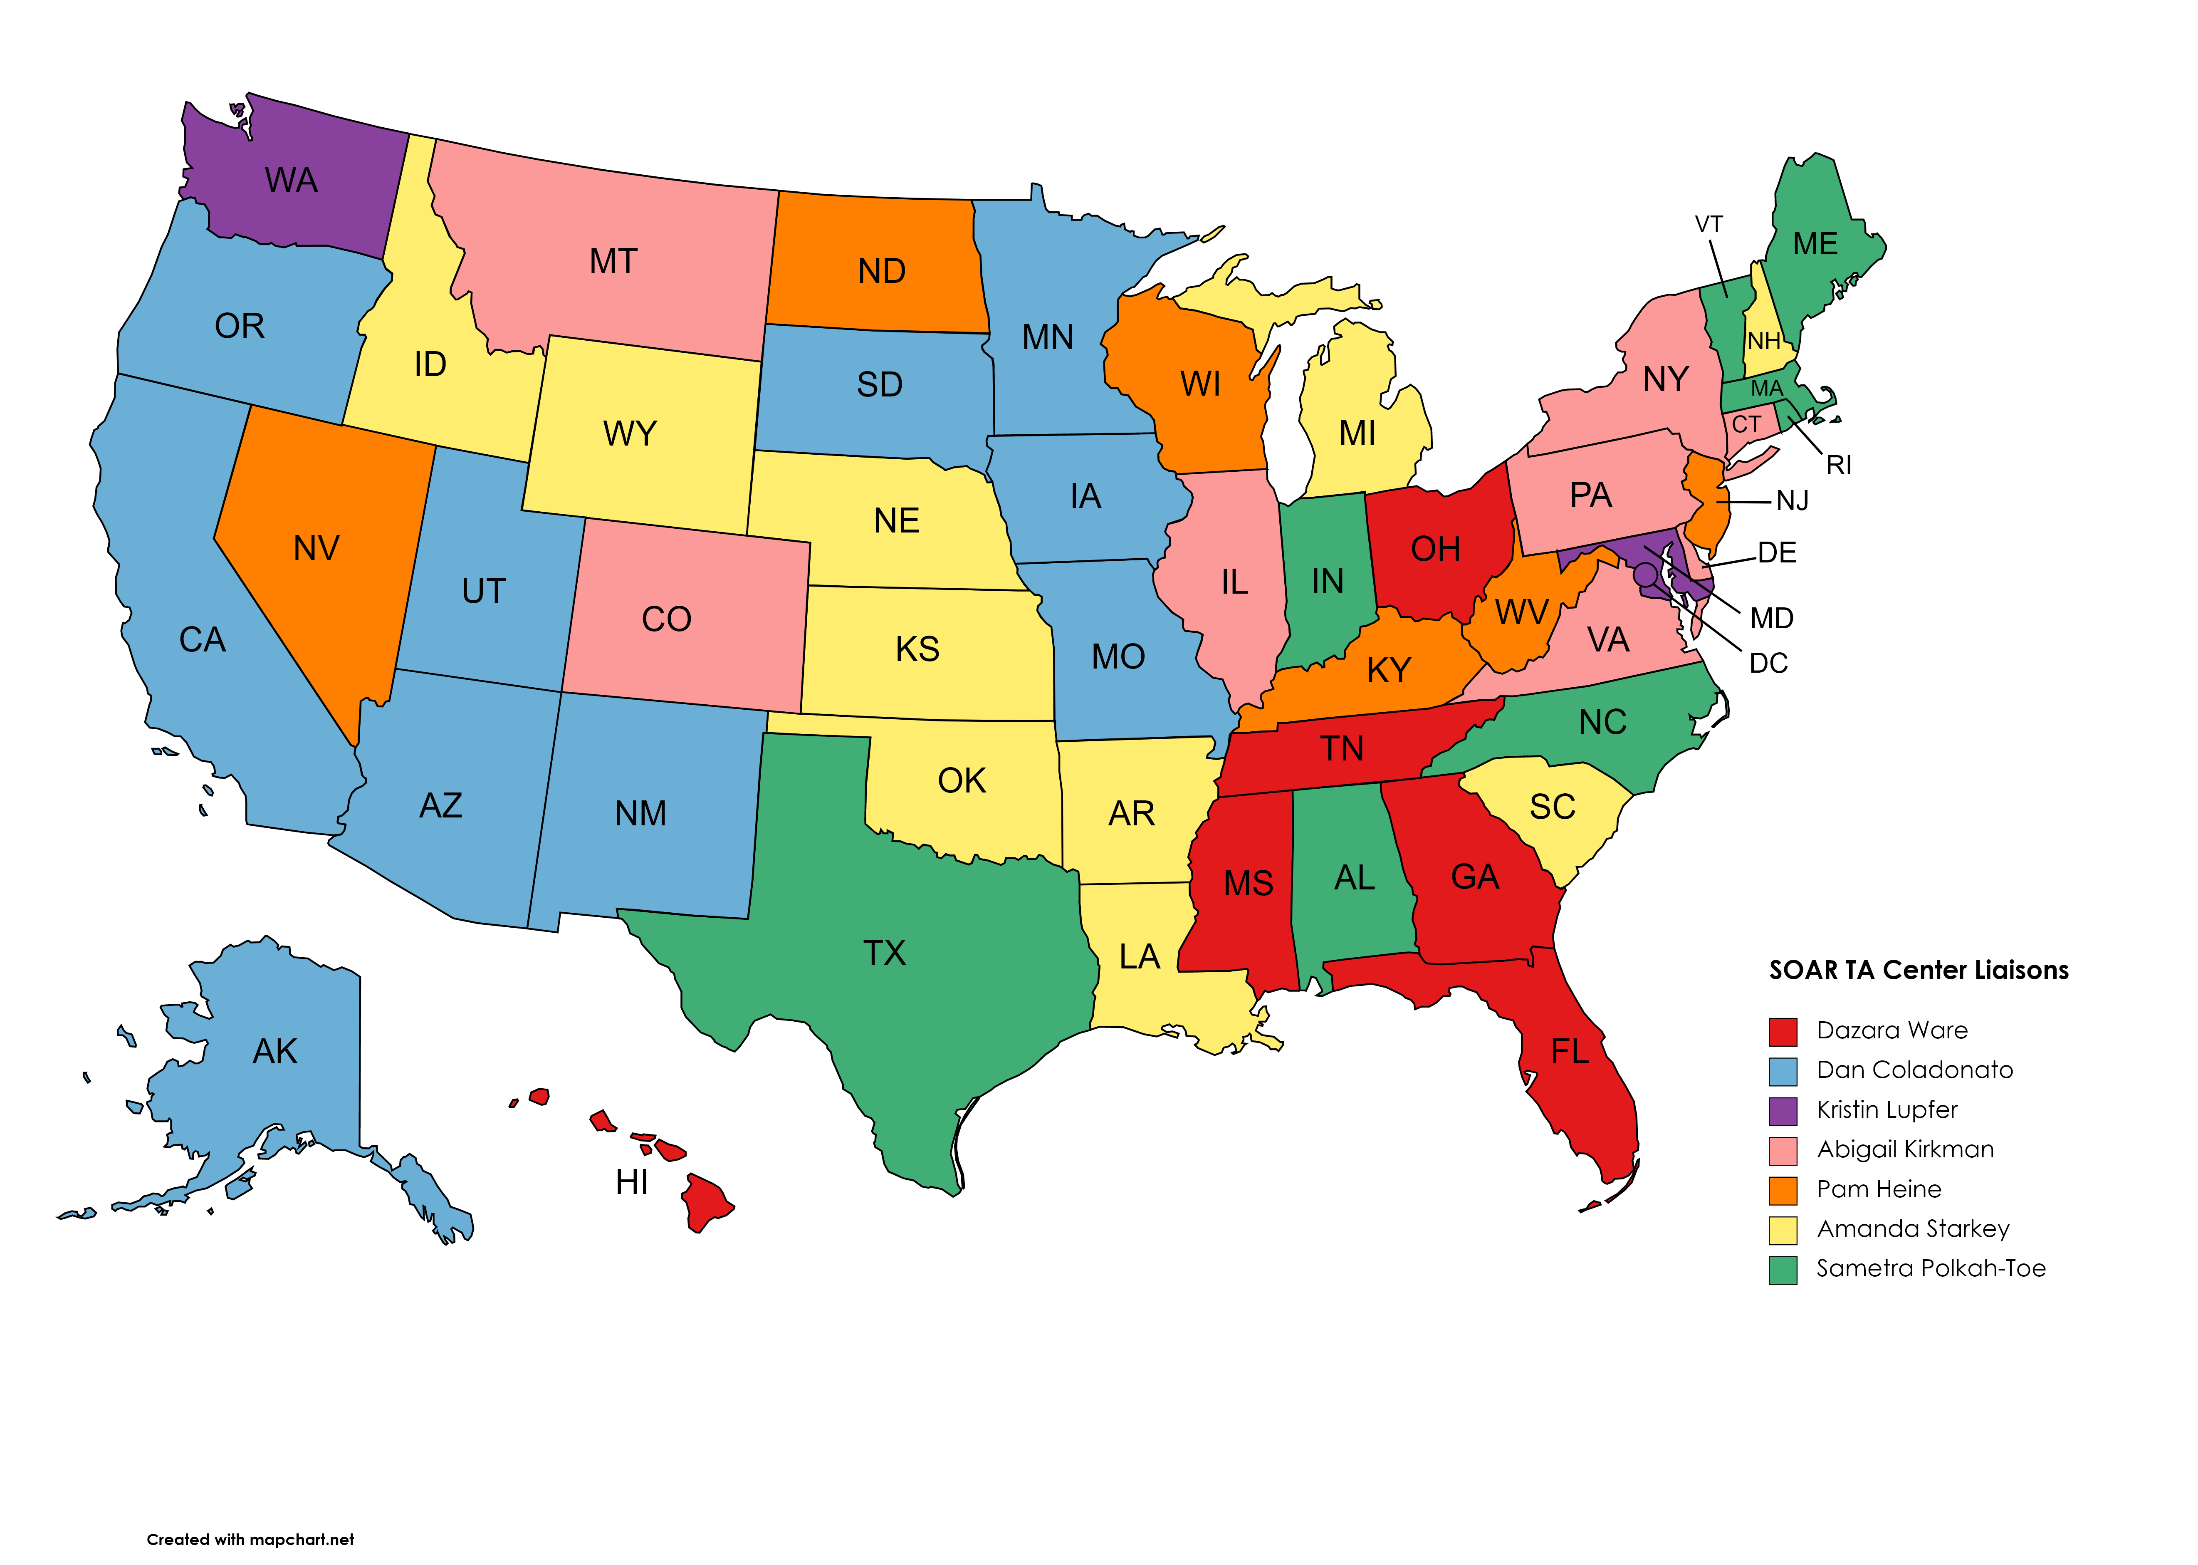 WA
MT
ND
MN
VT
ME
OR
ID
SD
WI
NH
NY
MA
WY
MI
CT
RI
NE
IA
PA
NJ
NV
UT
CO
KS
MO
IL
IN
OH
WV
DE
MD
VA
DC
CA
KY
NC
TN
AZ
NM
OK
AR
SC
TX
LA
MS
AL
GA
FL
AK
HI
SOAR TA Center Liaisons
Dazara Ware
Dan Coladonato
Kristin Lupfer
Abigail Kirkman
Pam Heine
Amanda Starkey
Sametra Polkah-Toe
Created with mapchart.net